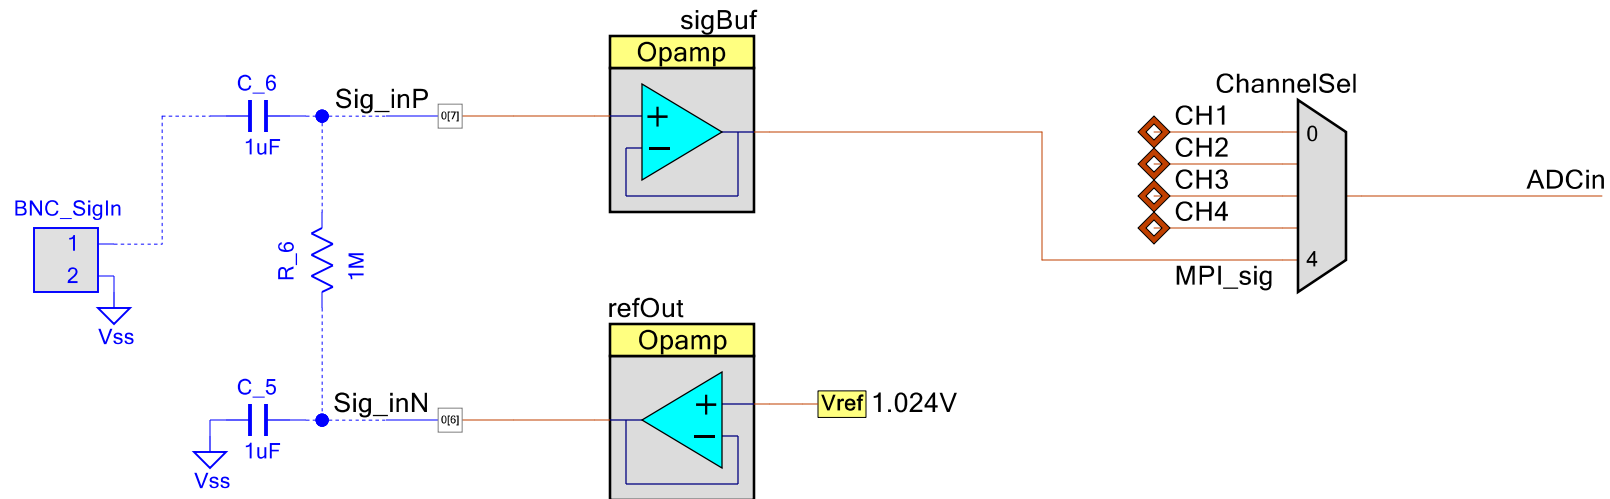 sigBuf
Opamp
C_6
1uF
Sig_inP
0[7]
+
−
ChannelSel
CH1
CH2
CH3
CH4
0
4
MPI_sig
ADCin
BNC_SigIn
1
2
Vss
R_6
1M
refOut
Opamp
C_5
1uF
Vss
Sig_inN
0[6]
+
−
Vref 1.024V